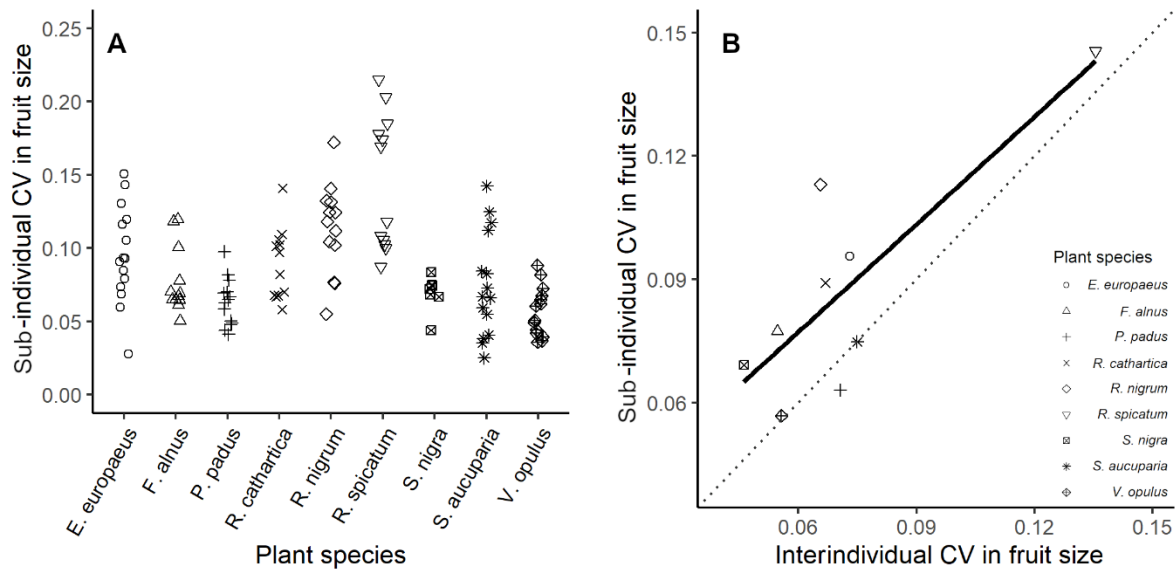 A
Sub-individual CV in fruit size
0.25
0.20
0.15
0.10
0.05
0.00
E. europaeus
F. alnus
P. padus
R. cathartica
R. nigrum
R. spicatum
S. nigra
S. aucuparia
V. opulus
Plant species
B
Sub-individual CV in fruit size
0.15
0.12
0.09
0.06
0.06
0.09
0.12
0.15
Interindividual CV in fruit size
Plant species
E. europaeus
F. alnus
P. padus
R. cathartica
R. nigrum
R. spicatum
S. nigra
S. aucuparia
V. opulus